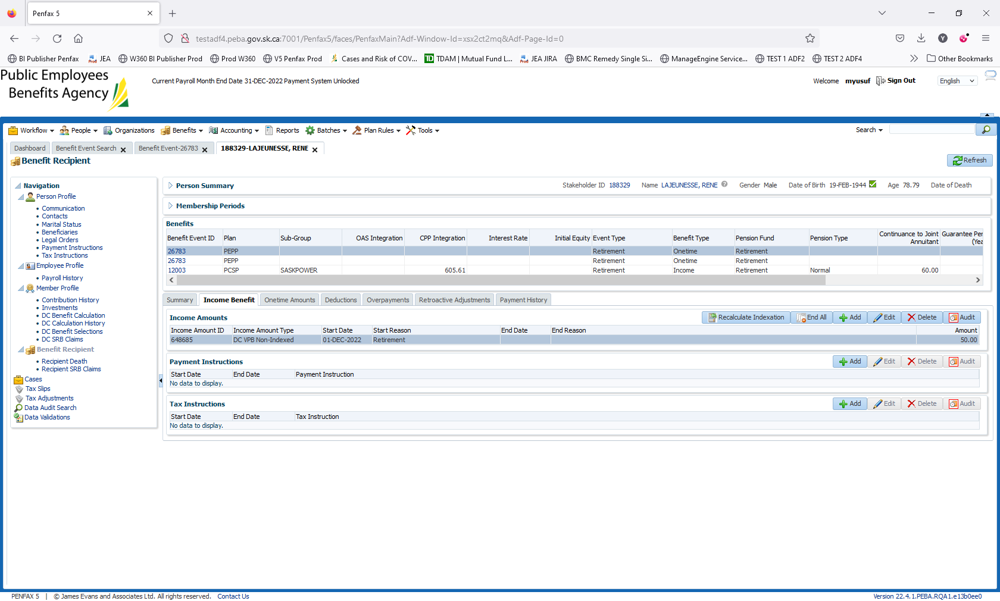 Penfax 5
testadf4.peba.gov.sk.ca:7001/Penfax5/faces/PenfaxMain?Adf-Window-Id=xsx2ct2mq&Adf-Page-Id=0
BI Publisher Penfax JEA W360 BI Publisher Prod Prod W360 V5 Penfax Prod Cases and Risk of COV... TDAM | Mutual Fund L... JEA JIRA BMC Remedy Single Si... ManageEngine Service... TEST 1 ADF2 TEST 2 ADF4 Other Bookmarks
Public Employees
Benefits Agency
Current Payroll Month End Date 31-DEC-2022 Payment System Unlocked
Welcome myusuf Sign Out English
Workflow People Organizations Benefits Accounting Reports Batches Plan Rules Tools Search
Dashboard Benefit Event Search Benefit Event-26783 188329-LAJEUNESSE, RENE
Benefit Recipient
Refresh
Navigation
Person Profile
Communication
Contacts
Marital Status
Beneficiaries
Legal Orders
Payment Instructions
Tax Instructions
Employee Profile
Payroll History
Member Profile
Contribution History
Investments
DC Benefit Calculation
DC Calculation History
DC Benefit Selections
DC SRB Claims
Benefit Recipient
Recipient Death
Recipient SRB Claims
Cases
Tax Slips
Tax Adjustments
Data Audit Search
Data Validations
Person Summary Stakeholder ID 188329 Name LAJEUNESSE, RENE Gender Male Date of Birth 19-FEB-1944 Age 78.79 Date of Death
Membership Periods
Benefits
Benefit Event ID Plan Sub-Group OAS Integration CPP Integration Interest Rate Initial Equity Event Type Benefit Type Pension Fund Pension Type Continuance to Joint Annuitant Guarantee Per (Yea
26783 PEPP Retirement Onetime Retirement
26783 PEPP Retirement Onetime Retirement
12003 PCSP SASKPOWER 605.61 Retirement Income Retirement Normal 60.00
Summary Income Benefit Onetime Amounts Deductions Overpayments Retroactive Adjustments Payment History
Income Amounts Recalculate Indexation End All Add Edit Delete Audit
Income Amount ID Income Amount Type Start Date Start Reason End Date End Reason Amount
648685 DC VPB Non-Indexed 01-DEC-2022 Retirement 50.00
Payment Instructions Add Edit Delete Audit
Start Date End Date Payment Instruction
No data to display.
Tax Instructions Add Edit Delete Audit
Start Date End Date Tax Instruction
No data to display.
PENFAX 5 | © James Evans and Associates Ltd. All rights reserved. Contact Us Version 22.4.1.PEBA.RQA1.e13b0ee0